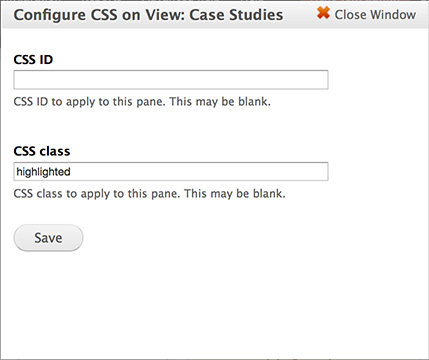 Configure CSS on View: Case Studies
Close Window
CSS ID
CSS ID to apply to this pane. This may be blank.
CSS class
highlighted
CSS class to apply to this pane. This may be blank.
Save